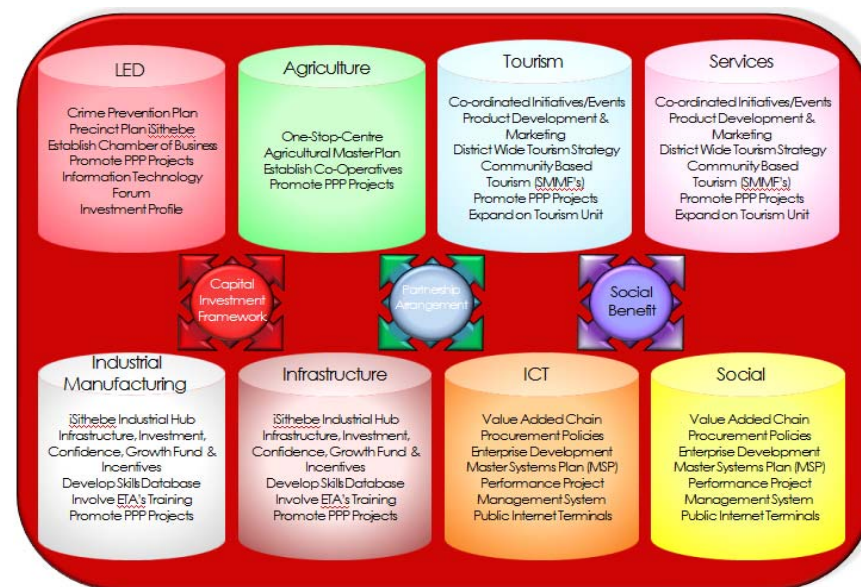 LED
Crime Prevention Plan
Precinct Plan iSithebe
Establish Chamber of Business
Promote PPP Projects
Information Technology
Forum
Investment Profile
Agriculture
One-Stop-Centre
Agricultural Master Plan
Establish Co-Operatives
Promote PPP Projects
Tourism
Co-ordinated Initiatives/Events
Product Development &
Marketing
District Wide Tourism Strategy
Community Based
Tourism (SMMF's)
Promote PPP Projects
Expand on Tourism Unit
Services
Co-ordinated Initiatives/Events
Product Development &
Marketing
District Wide Tourism Strategy
Community Based
Tourism (SMMF's)
Promote PPP Projects
Expand on Tourism Unit
Capital
Investment
Framework
Partnership
Arrangement
Social
Benefit
Industrial
Manufacturing
iSithebe Industrial Hub
Infrastructure, Investment,
Confidence, Growth Fund &
Incentives
Develop Skills Database
Involve ETA's Training
Promote PPP Projects
Infrastructure
iSithebe Industrial Hub
Infrastructure, Investment,
Confidence, Growth Fund &
Incentives
Develop Skills Database
Involve ETA's Training
Promote PPP Projects
ICT
Value Added Chain
Procurement Policies
Enterprise Development
Master Systems Plan (MSP)
Performance Project
Management System
Public Internet Terminals
Social
Value Added Chain
Procurement Policies
Enterprise Development
Master Systems Plan (MSP)
Performance Project
Management System
Public Internet Terminals